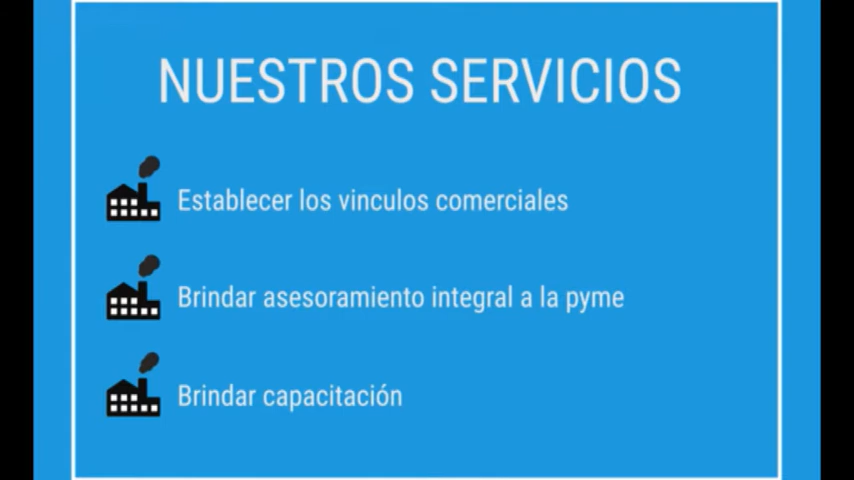 NUESTROS SERVICIOS
Establecer los vinculos comerciales
Brindar asesoramiento integral a la pyme
Brindar capacitación